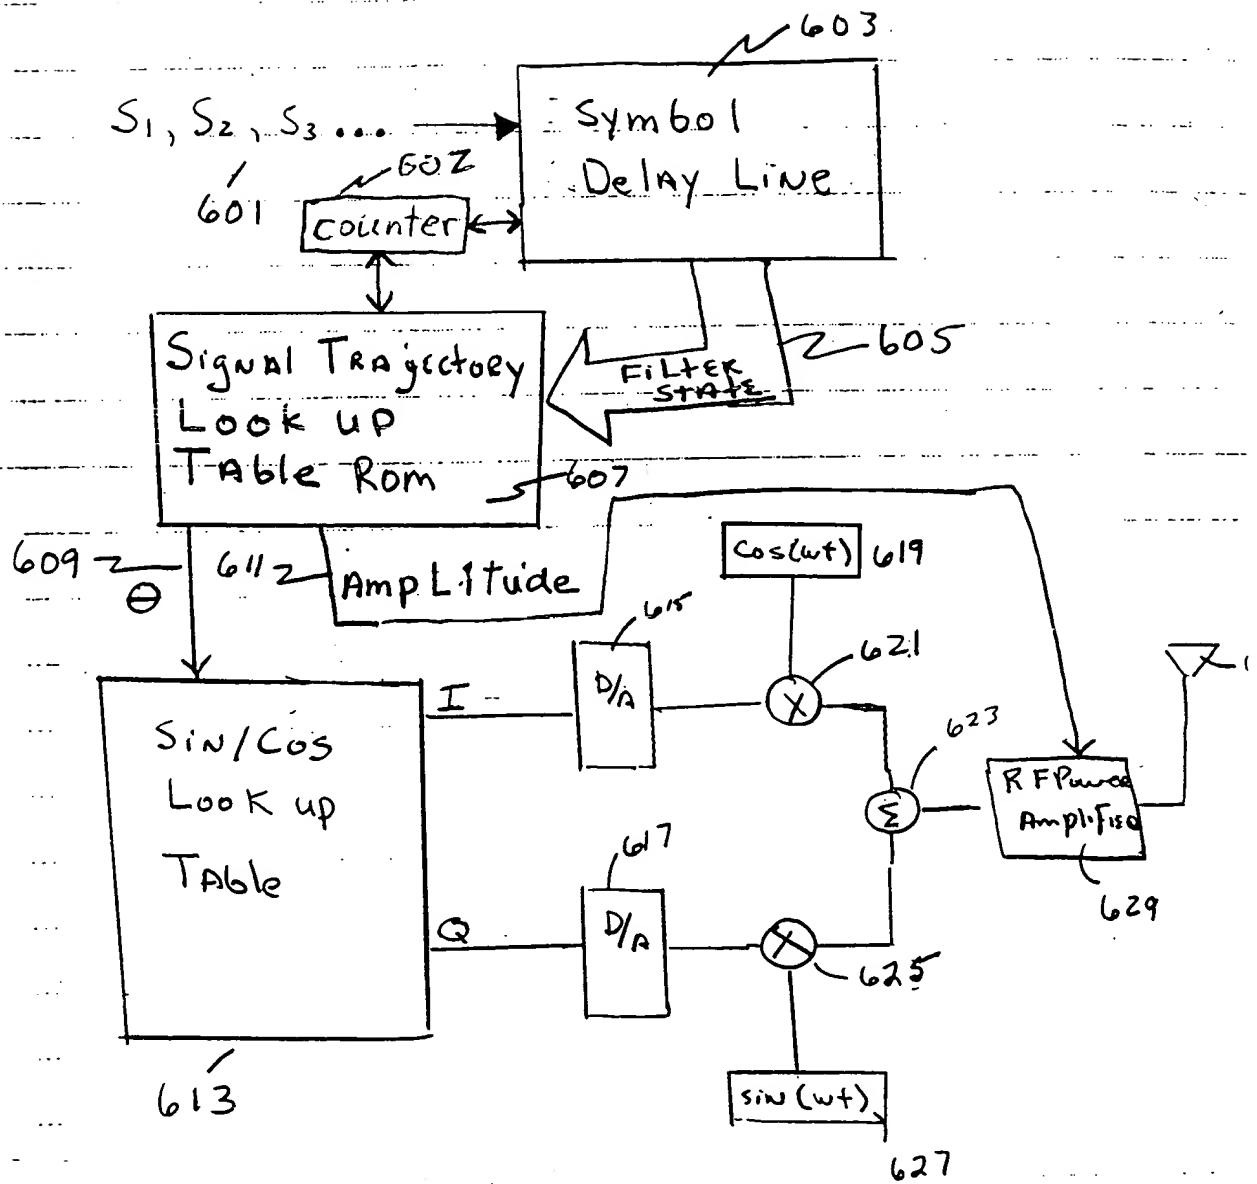 603
S1, S2, S3 ...
Symbol
Delay Line
602
601
counter
605
Signal Trajectory
Look up
Table Rom
Filter
State
607
609
θ
611
Amplitude
cos(wt)
619
615
621
D/A
I
Sin/Cos
Look up
Table
623
Σ
X
RF Power
Amplifier
629
617
D/A
Q
X
625
613
sin(wt)
627